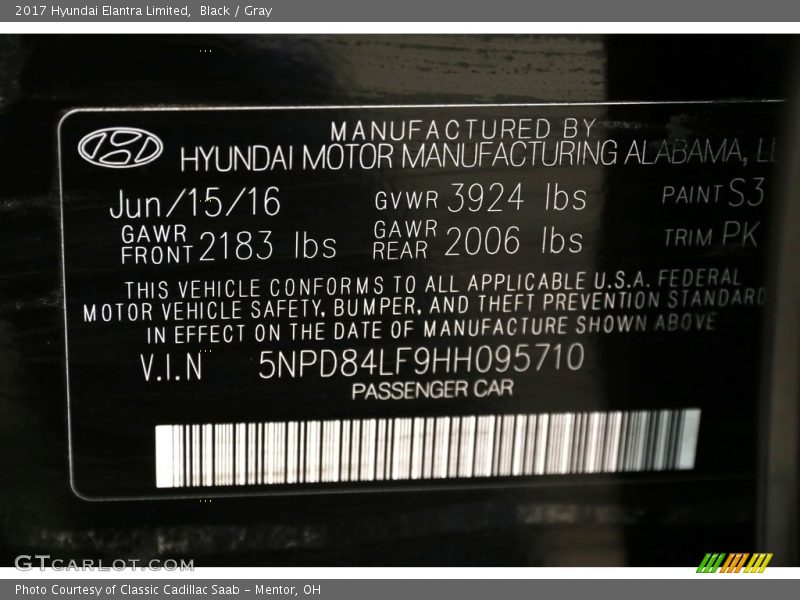 2017 Hyundai Elantra Limited, Black / Gray
MANUFACTURED BY
HYUNDAI MOTOR MANUFACTURING ALABAMA,
Jun/15/16 GVWR 3924 lbs PAINT S3
GAWR FRONT 2183 lbs GAWR REAR 2006 lbs TRIM PK
THIS VEHICLE CONFORMS TO ALL APPLICABLE U.S.A. FEDERAL
MOTOR VEHICLE SAFETY, BUMPER, AND THEFT PREVENTION STANDARD
IN EFFECT ON THE DATE OF MANUFACTURE SHOWN ABOVE
V.I.N 5NPD84LF9HH095710
PASSENGER CAR
GTCARLOT.COM
Photo Courtesy of Classic Cadillac Saab - Mentor, OH